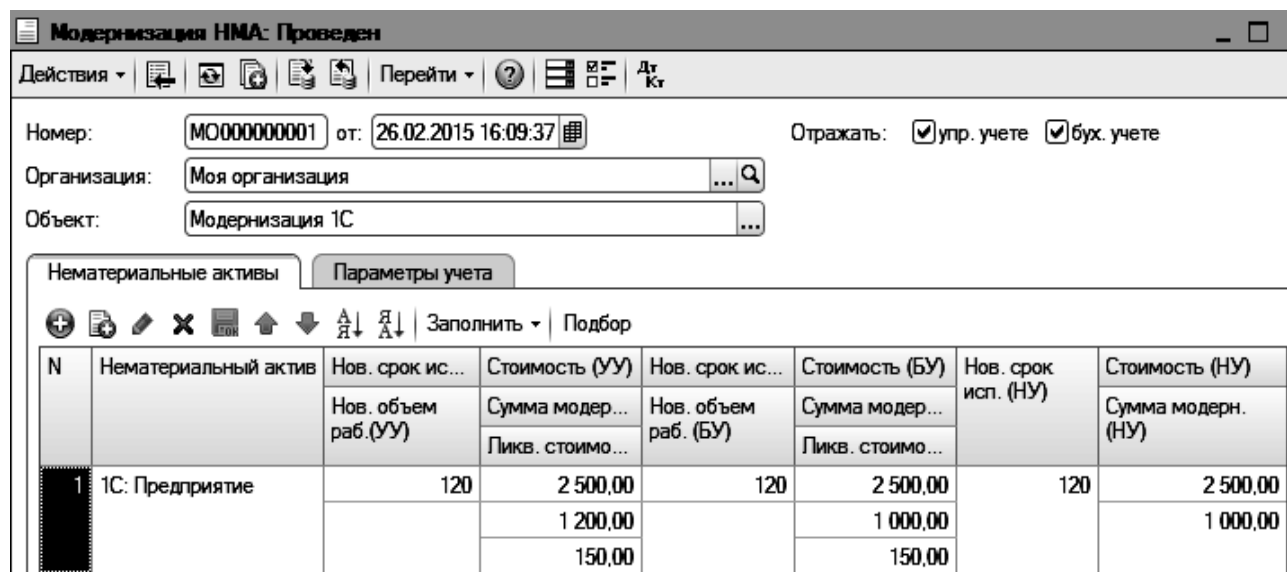 Модернизация НМА: Проведен
Действия Перейти Дт Кт
Номер: МО000000001 от: 26.02.2015 16:09:37 Отражать: упр. учете бух. учете
Организация: Моя организация ...
Объект: Модернизация 1С ...
Нематериальные активы Параметры учета
Заполнить Подбор
N Нематериальный актив Нов. срок ис... Стоимость (УУ) Нов. срок ис... Стоимость (БУ) Нов. срок исп. (НУ) Стоимость (НУ)
Нов. объем раб.(УУ) Сумма модер... Нов. объем раб. (БУ) Сумма модер... Сумма модерн. (НУ)
Ликв. стоимо... Ликв. стоимо...
1 1С: Предприятие 120 2 500,00 120 2 500,00 120 2 500,00
1 200,00 1 000,00 1 000,00
150,00 150,00